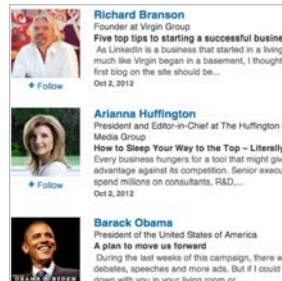 Richard Branson
Founder at Virgin Group
Five top tips to starting a successful
As LinkedIn is a business that started in a living
much like Virgin began in a basement, I thought
first blog on the site should be...
Oct 2, 2012
+ Follow
Arianna Huffington
President and Editor-in-Chief at The Huffington
Media Group
How to Sleep Your Way to the Top – Literally
Every business hungers for a tool that might
advantage against its competition. Senior
spend millions on consultants, R&D,...
Oct 2, 2012
+ Follow
Barack Obama
President of the United States of America
A plan to move us forward
During the last weeks of this campaign, there
debates, speeches and more ads. But if I could
down with you in your living room or
OBAMA BIDEN